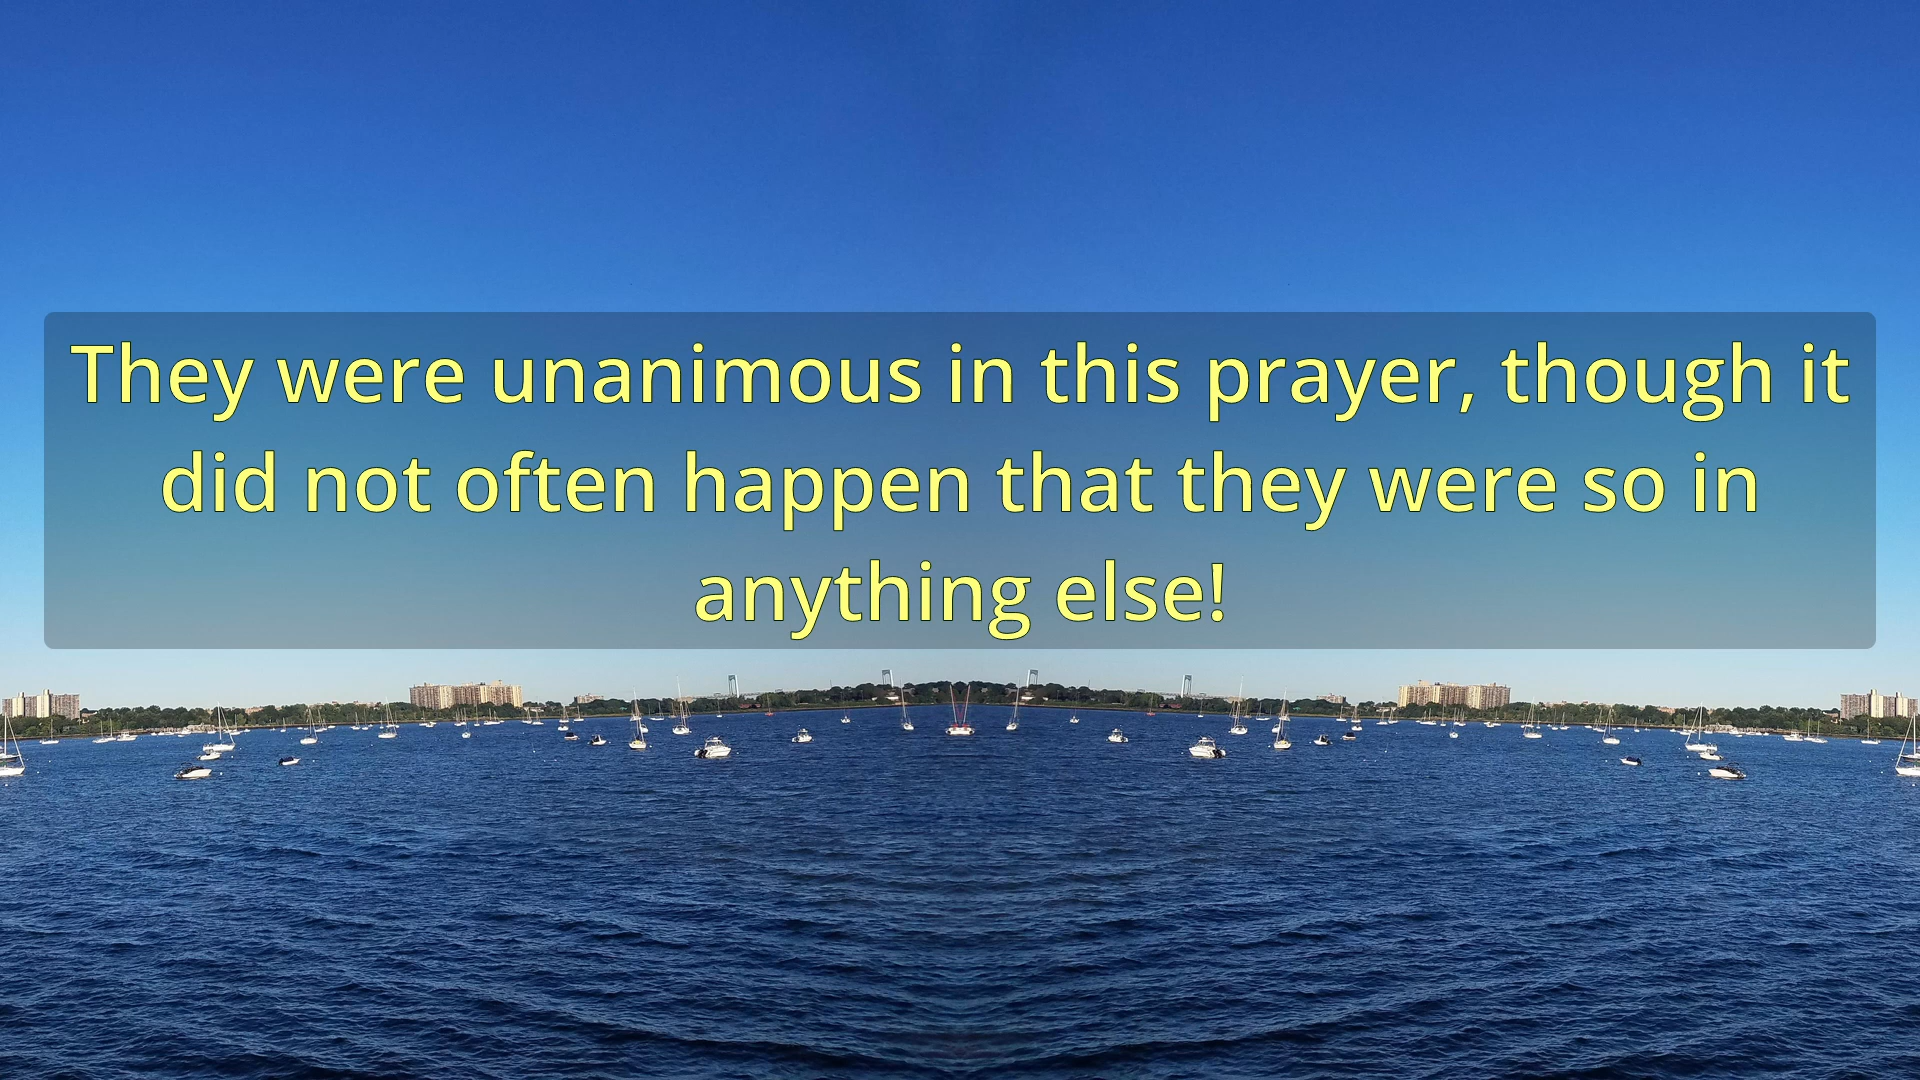 They were unanimous in this prayer, though it
did not often happen that they were so in
anything else!